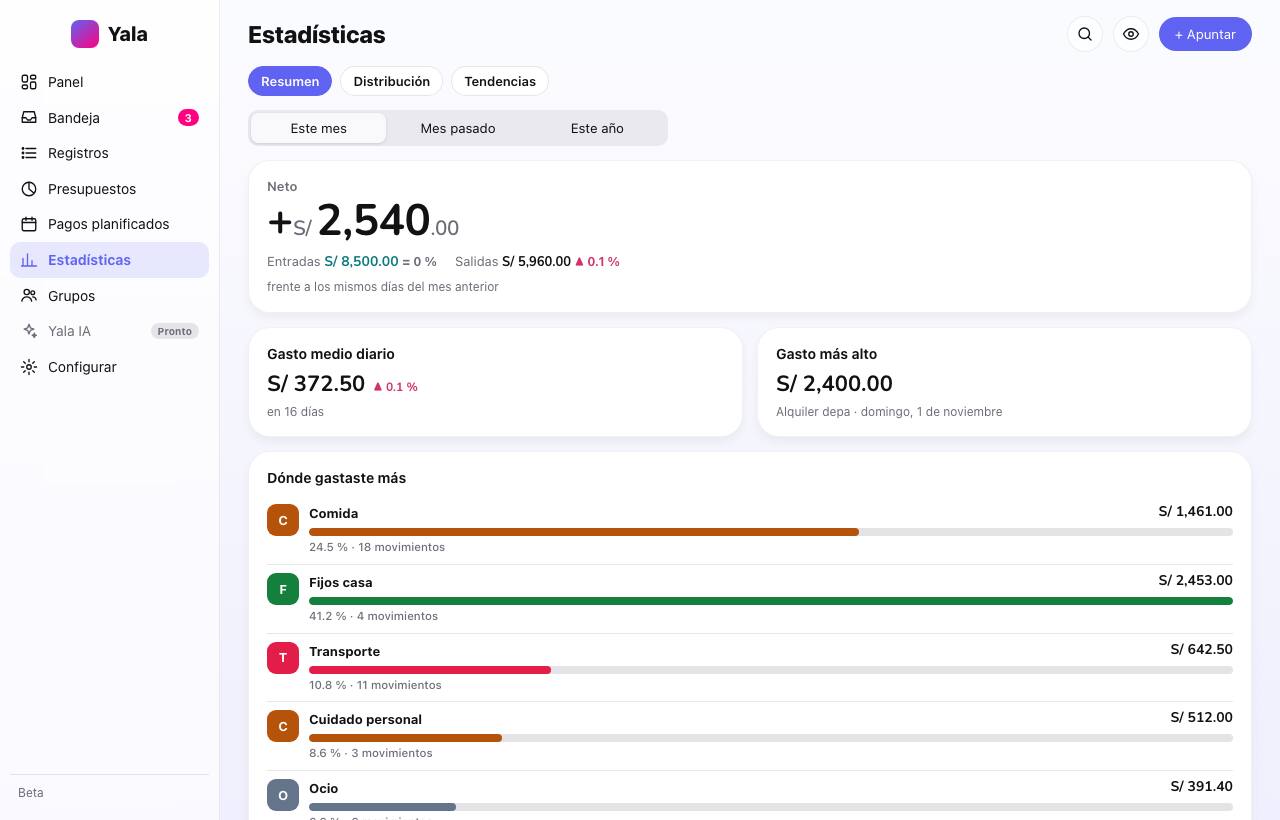 Yala
Panel
Bandeja 3
Registros
Presupuestos
Pagos planificados
Estadísticas
Grupos
Yala IA Pronto
Configurar
Beta
Estadísticas
+ Apuntar
Resumen Distribución Tendencias
Este mes Mes pasado Este año
Neto
+S/ 2,540.00
Entradas S/ 8,500.00 = 0 % Salidas S/ 5,960.00 ▲ 0.1 %
frente a los mismos días del mes anterior
Gasto medio diario
S/ 372.50 ▲ 0.1 %
en 16 días
Gasto más alto
S/ 2,400.00
Alquiler depa · domingo, 1 de noviembre
Dónde gastaste más
C Comida S/ 1,461.00
24.5 % · 18 movimientos
F Fijos casa S/ 2,453.00
41.2 % · 4 movimientos
T Transporte S/ 642.50
10.8 % · 11 movimientos
C Cuidado personal S/ 512.00
8.6 % · 3 movimientos
O Ocio S/ 391.40